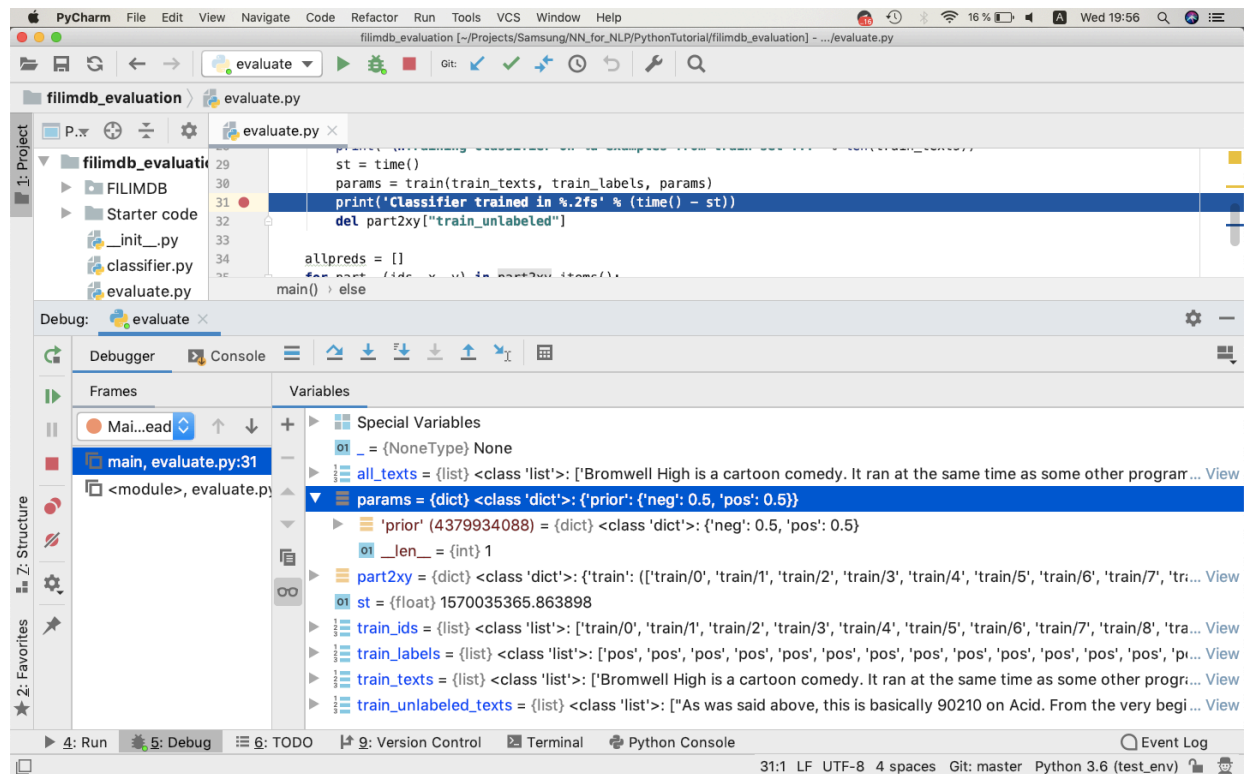 PyCharm File Edit View Navigate Code Refactor Run Tools VCS Window Help 16 16 % A Wed 19:56
filimdb_evaluation [~/Projects/Samsung/NN_for_NLP/PythonTutorial/filimdb_evaluation] - .../evaluate.py
evaluate Git:
filimdb_evaluation evaluate.py
1: Project
P..
evaluate.py
filimdb_evaluatio
FILIMDB
Starter code
__init__.py
classifier.py
evaluate.py
29 st = time()
30 params = train(train_texts, train_labels, params)
31 print('Classifier trained in %.2fs' % (time() - st))
32 del part2xy["train_unlabeled"]
33
34 allpreds = []
for part, (ids, x, y) in part2xy.items():
main() › else
Debug: evaluate
Debugger Console
Frames Variables
Mai...ead
main, evaluate.py:31
<module>, evaluate.py
Special Variables
01 _ = {NoneType} None
all_texts = {list} <class 'list'>: ['Bromwell High is a cartoon comedy. It ran at the same time as some other program... View
params = {dict} <class 'dict'>: {'prior': {'neg': 0.5, 'pos': 0.5}}
'prior' (4379934088) = {dict} <class 'dict'>: {'neg': 0.5, 'pos': 0.5}
01 __len__ = {int} 1
part2xy = {dict} <class 'dict'>: {'train': (['train/0', 'train/1', 'train/2', 'train/3', 'train/4', 'train/5', 'train/6', 'train/7', 'tr... View
01 st = {float} 1570035365.863898
train_ids = {list} <class 'list'>: ['train/0', 'train/1', 'train/2', 'train/3', 'train/4', 'train/5', 'train/6', 'train/7', 'train/8', 'tra... View
train_labels = {list} <class 'list'>: ['pos', 'pos', 'pos', 'pos', 'pos', 'pos', 'pos', 'pos', 'pos', 'pos', 'pos', 'pos', 'pos', 'p... View
train_texts = {list} <class 'list'>: ['Bromwell High is a cartoon comedy. It ran at the same time as some other progr... View
train_unlabeled_texts = {list} <class 'list'>: ["As was said above, this is basically 90210 on Acid. From the very begi... View
Z: Structure
2: Favorites
4: Run 5: Debug 6: TODO 9: Version Control Terminal Python Console Event Log
31:1 LF UTF-8 4 spaces Git: master Python 3.6 (test_env)